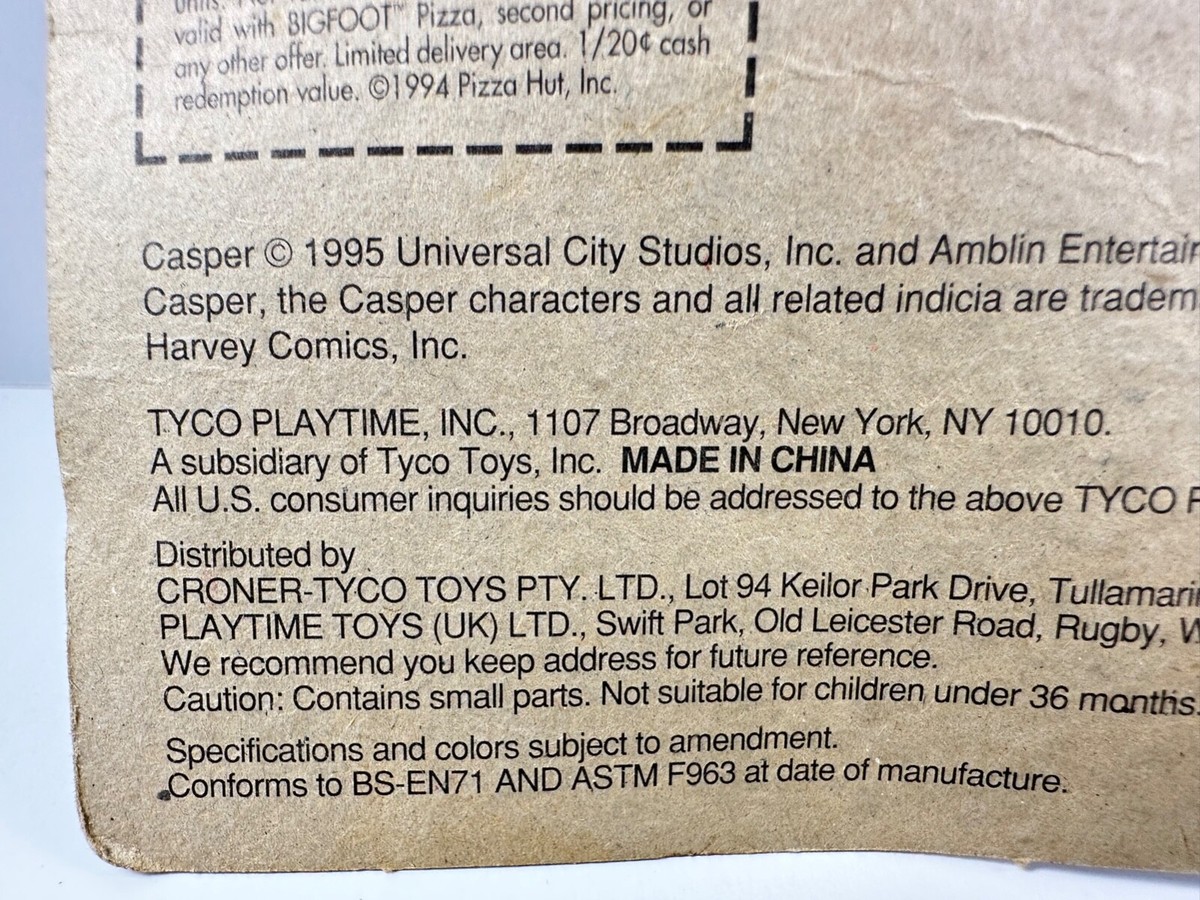 valid with BIGFOOT™ Pizza, second pricing, or
any other offer. Limited delivery area. 1/20¢ cash
redemption value. ©1994 Pizza Hut, Inc.
Casper © 1995 Universal City Studios, Inc. and Amblin
Casper, the Casper characters and all related indicia are
Harvey Comics, Inc.
TYCO PLAYTIME, INC., 1107 Broadway, New York, NY 10010.
A subsidiary of Tyco Toys, Inc. MADE IN CHINA
All U.S. consumer inquiries should be addressed to the above TYCO
Distributed by
CRONER-TYCO TOYS PTY. LTD., Lot 94 Keilor Park Drive,
PLAYTIME TOYS (UK) LTD., Swift Park, Old Leicester Road, Rugby,
We recommend you keep address for future reference.
Caution: Contains small parts. Not suitable for children under 36 months.
Specifications and colors subject to amendment.
Conforms to BS-EN71 AND ASTM F963 at date of manufacture.